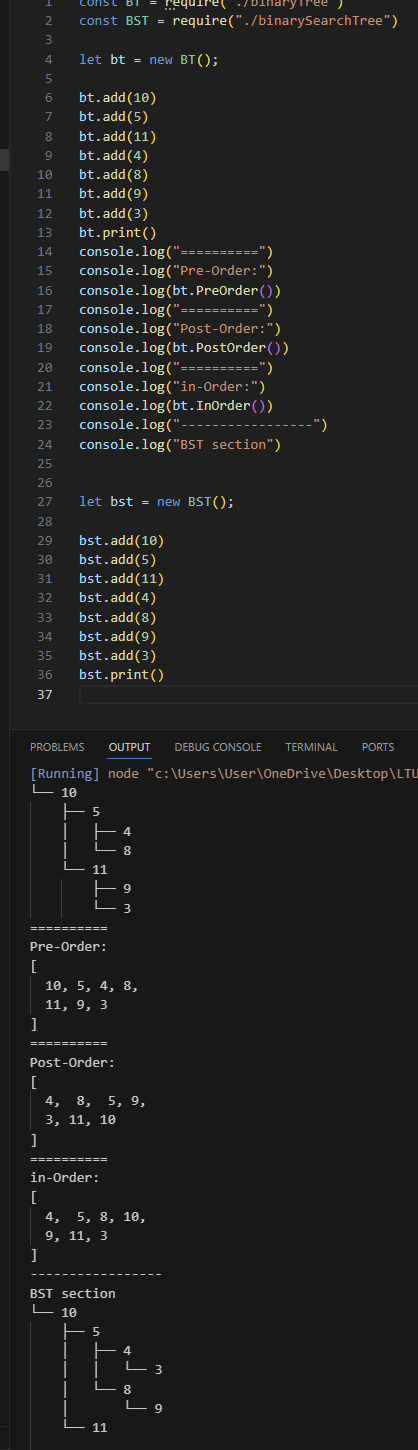 1 const BT = require("./binaryTree")
2 const BST = require("./binarySearchTree")
3
4 let bt = new BT();
5
6 bt.add(10)
7 bt.add(5)
8 bt.add(11)
9 bt.add(4)
10 bt.add(8)
11 bt.add(9)
12 bt.add(3)
13 bt.print()
14 console.log("==========")
15 console.log("Pre-Order:")
16 console.log(bt.PreOrder())
17 console.log("==========")
18 console.log("Post-Order:")
19 console.log(bt.PostOrder())
20 console.log("==========")
21 console.log("in-Order:")
22 console.log(bt.InOrder())
23 console.log("-----------------")
24 console.log("BST section")
25
26
27 let bst = new BST();
28
29 bst.add(10)
30 bst.add(5)
31 bst.add(11)
32 bst.add(4)
33 bst.add(8)
34 bst.add(9)
35 bst.add(3)
36 bst.print()
37
PROBLEMS OUTPUT DEBUG CONSOLE TERMINAL PORTS
[Running] node "c:\Users\User\OneDrive\Desktop\LTU
└── 10
    ├── 5
    │   ├── 4
    │   └── 8
    └── 11
        ├── 9
        └── 3
==========
Pre-Order:
[
  10, 5, 4, 8,
  11, 9, 3
]
==========
Post-Order:
[
  4,  8,  5, 9,
  3, 11, 10
]
==========
in-Order:
[
  4,  5, 8, 10,
  9, 11, 3
]
-----------------
BST section
└── 10
    ├── 5
    │   ├── 4
    │   │   └── 3
    │   └── 8
    │       └── 9
    └── 11